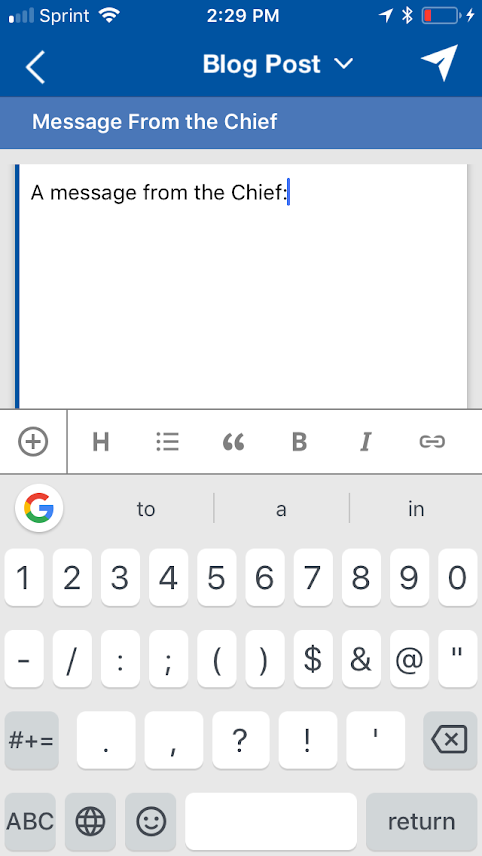 Sprint 2:29 PM
Blog Post
Message From the Chief
A message from the Chief:
H B I
G to a in
1 2 3 4 5 6 7 8 9 0
- / : ; ( ) $ & @ "
#+= . , ? ! '
ABC return